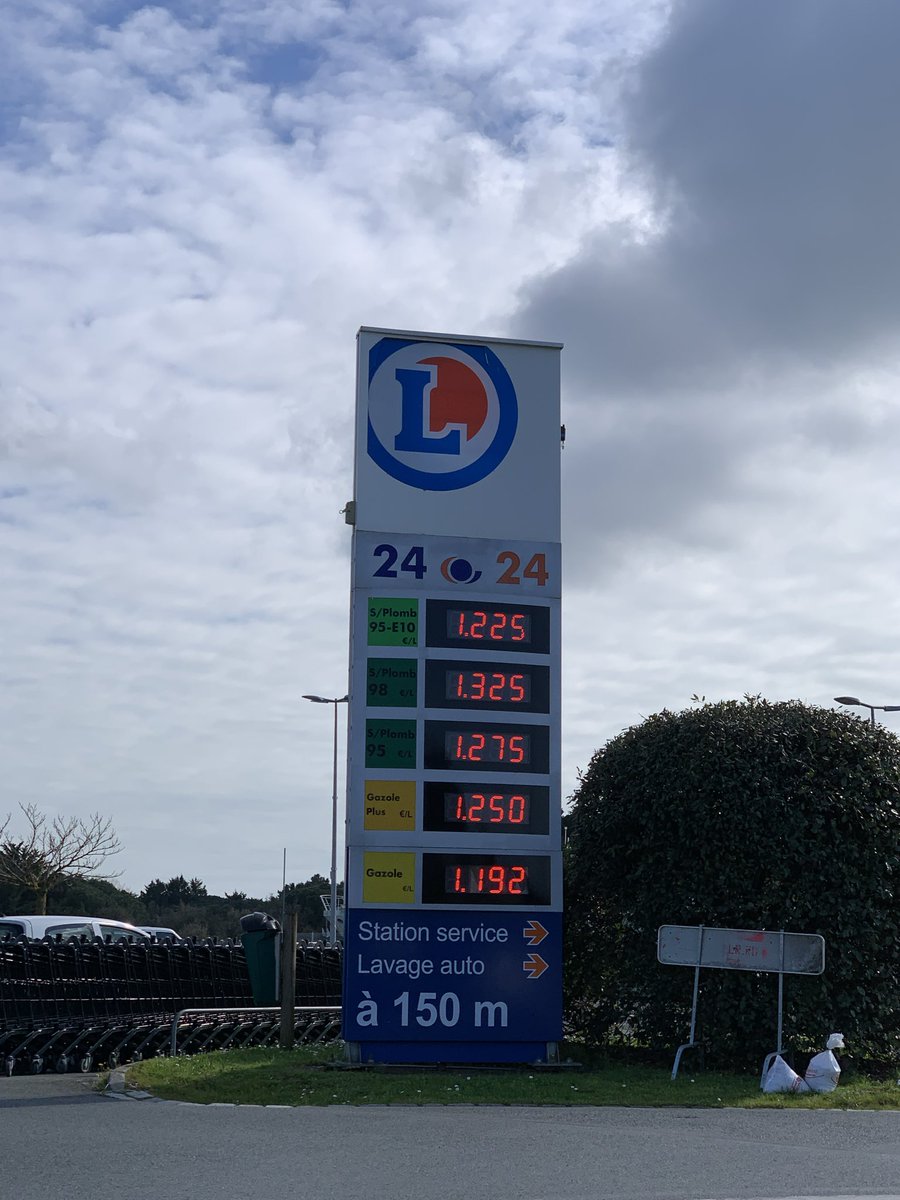 L
24 24
S/Plomb
95-E10
€/L
1.225
S/Plomb
98 €/L
1.325
S/Plomb
95 €/L
1.275
Gazole
Plus €/L
1.250
Gazole
€/L
1.192
Station service
Lavage auto
à 150 m